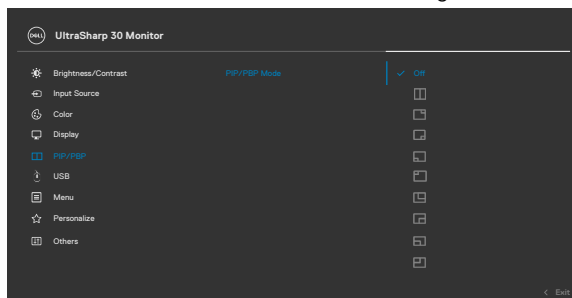 DELL UltraSharp 30 Monitor
Brightness/Contrast PIP/PBP Mode Off
Input Source
Color
Display
PIP/PBP
USB
Menu
Personalize
Others
Exit